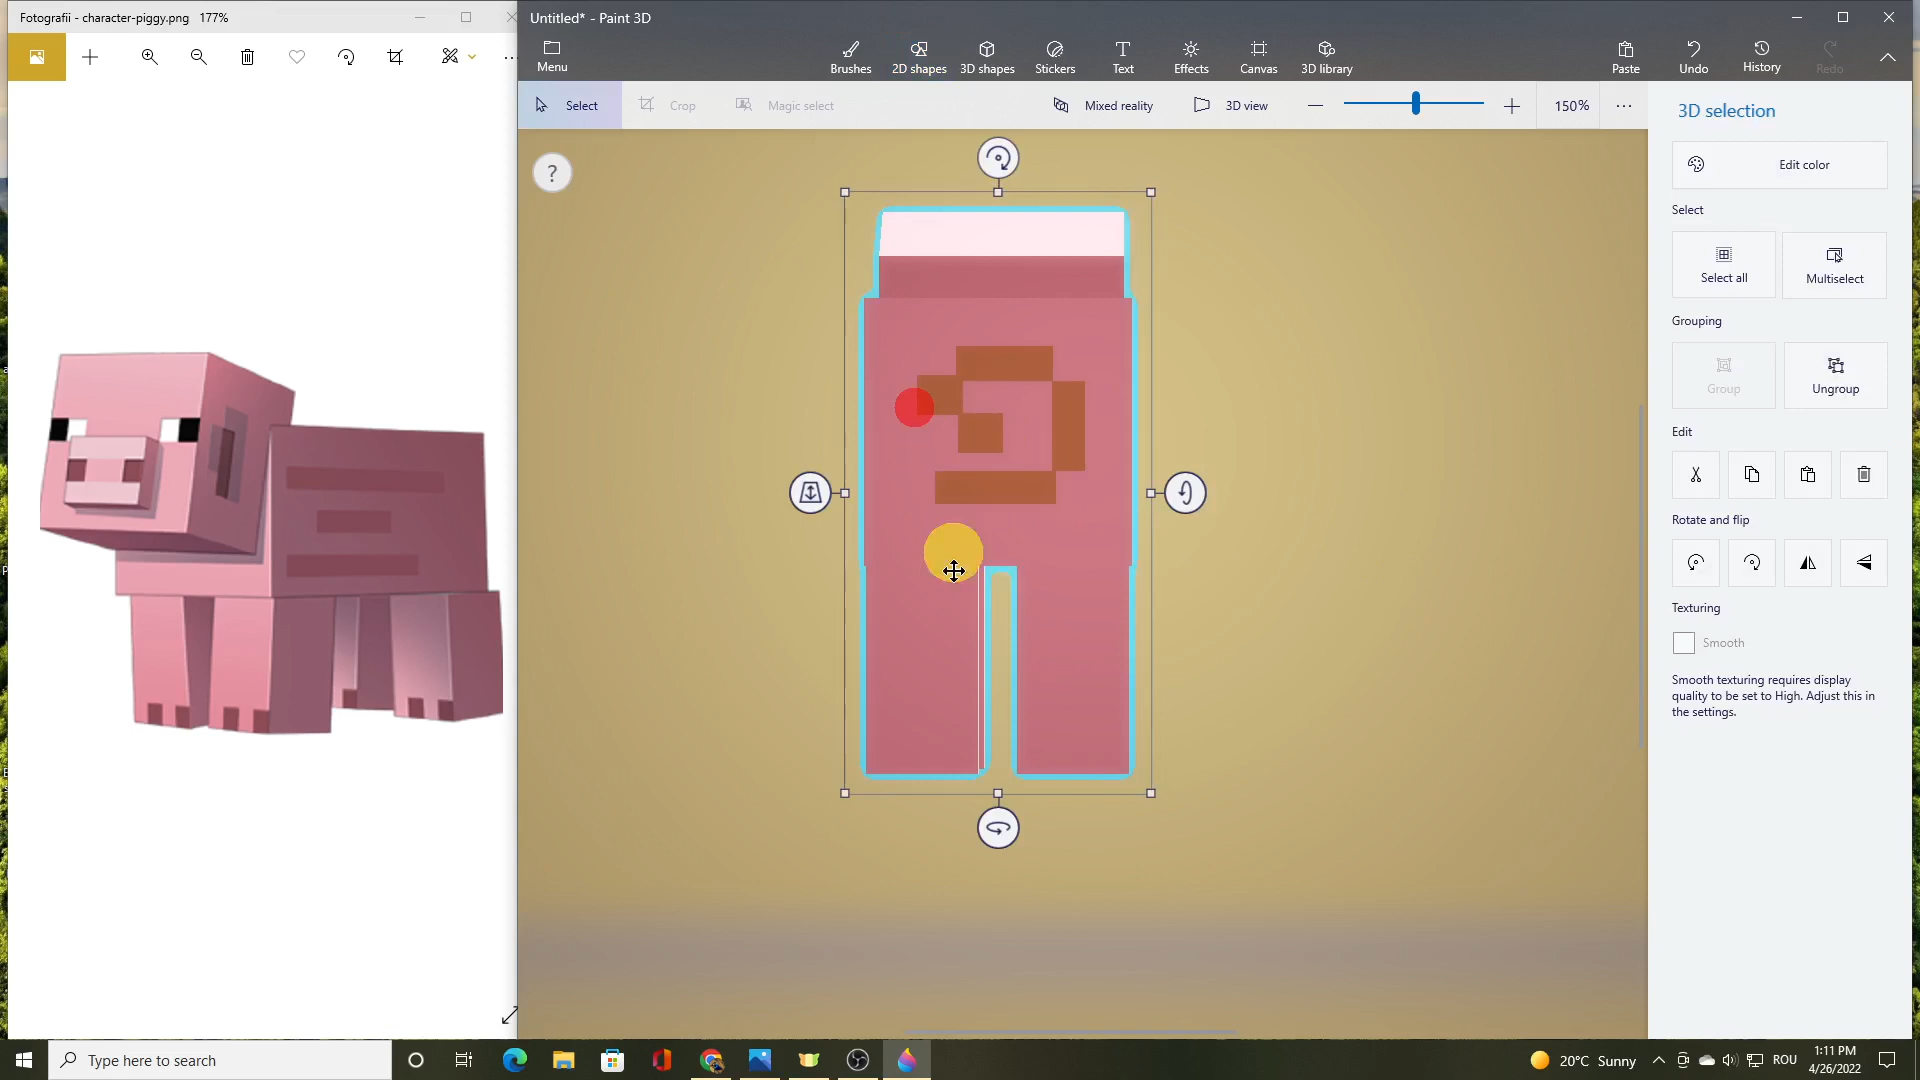 Fotografii - character-piggy.png   177%
Untitled* - Paint 3D
Menu
Brushes
2D shapes
3D shapes
Stickers
Text
Effects
Canvas
3D library
Paste
Undo
History
Redo
Select
Crop
Magic select
Mixed reality
3D view
150%
3D selection
?
Edit color
Select
Select all
Multiselect
Grouping
Group
Ungroup
Edit
Rotate and flip
Texturing
Smooth
Smooth texturing requires display
quality to be set to High. Adjust this in
the settings.
Type here to search
20°C  Sunny
ROU
1:11 PM
4/26/2022